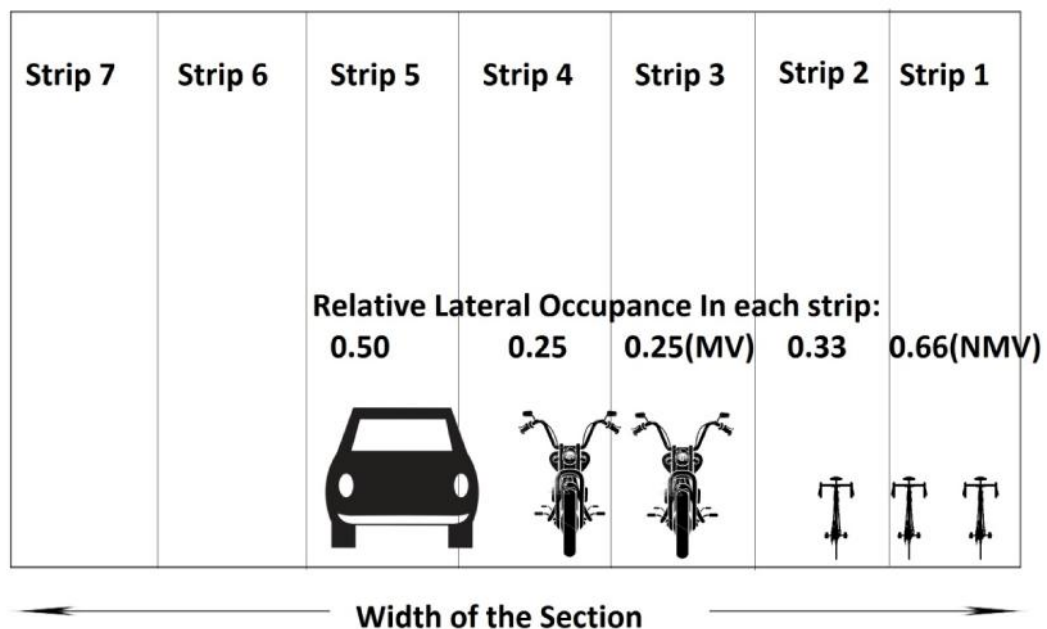 Strip 7 Strip 6 Strip 5 Strip 4 Strip 3 Strip 2 Strip 1
Relative Lateral Occupance In each strip:
0.50 0.25 0.25(MV) 0.33 0.66(NMV)
Width of the Section